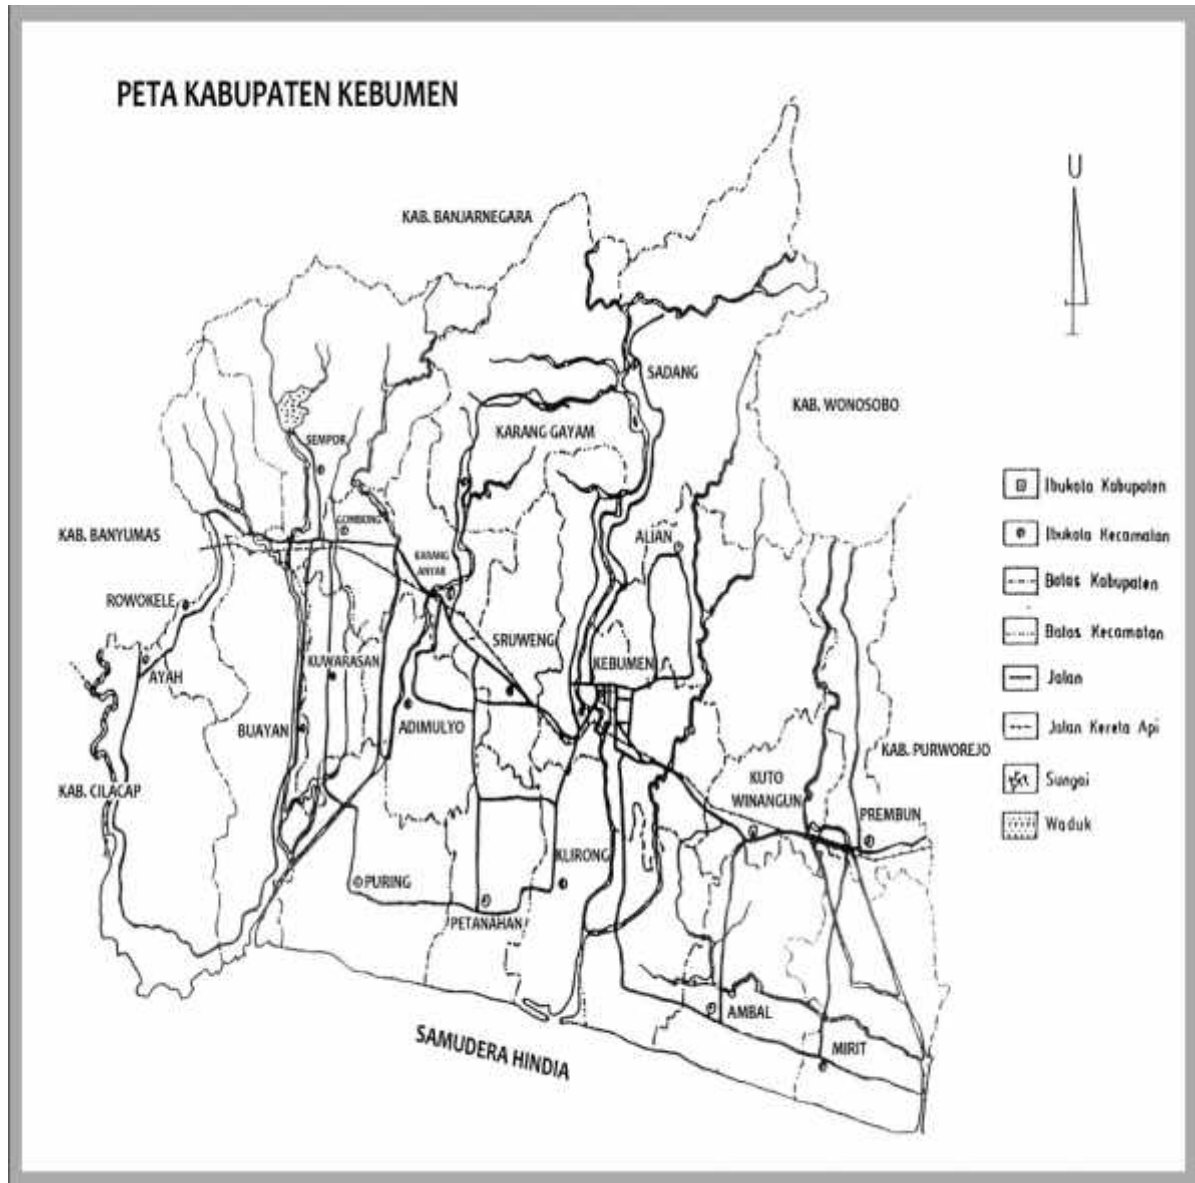 PETA KABUPATEN KEBUMEN
U
KAB. BANJARNEGARA
SADANG
KAB. WONOSOBO
KARANG GAYAM
SEMPOR
Ibukota Kabupaten
GOMBONG
KAB. BANYUMAS
ALIAN
Ibukota Kecamatan
KARANG
ANYAR
Batas Kabupaten
ROWOKELE
Batas Kecamatan
SRUWENG
KUWARASAN
KEBUMEN
AYAH
Jalan
ADIMULYO
BUAYAN
Jalan Kereta Api
KAB. PURWOREJO
KAB. CILACAP
KUTO
WINANGUN
Sungai
PREMBUN
Waduk
KLIRONG
PURING
PETANAHAN
AMBAL
SAMUDERA HINDIA
MIRIT